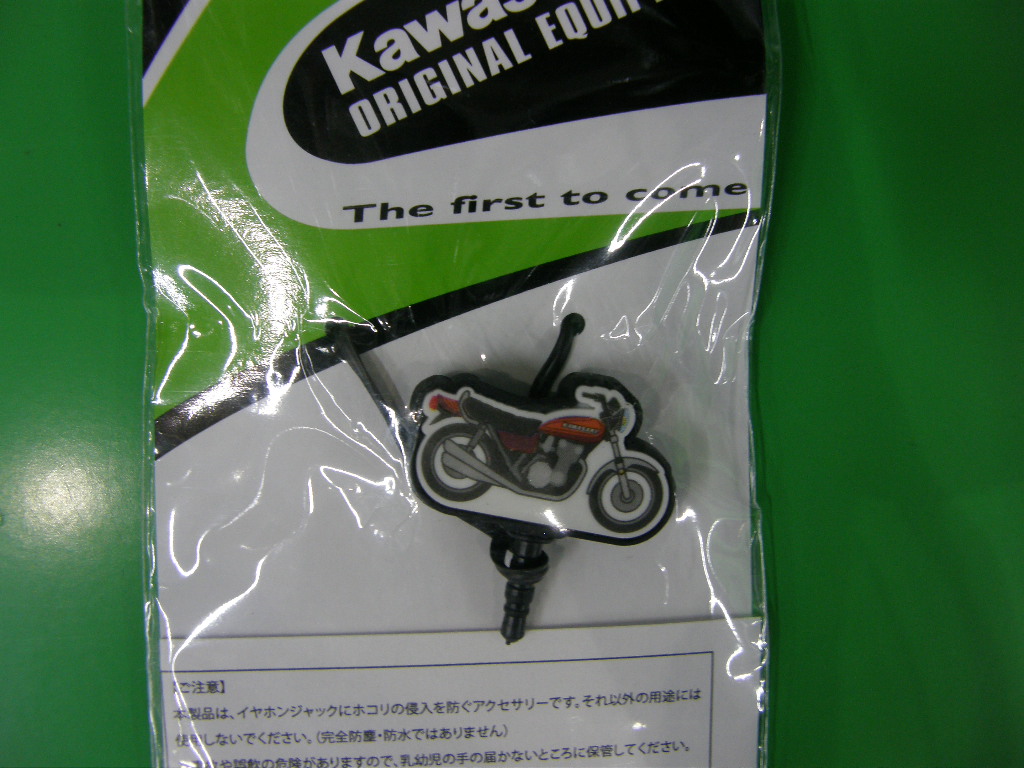 Kawas
ORIGINAL EQUI
The first to come
【ご注意】
本製品は、イヤホンジャックにホコリの侵入を防ぐアクセサリーです。それ以外の用途には
使用しないでください。(完全防塵・防水ではありません)
や誤飲の危険がありますので、乳幼児の手の届かないところに保管してください。